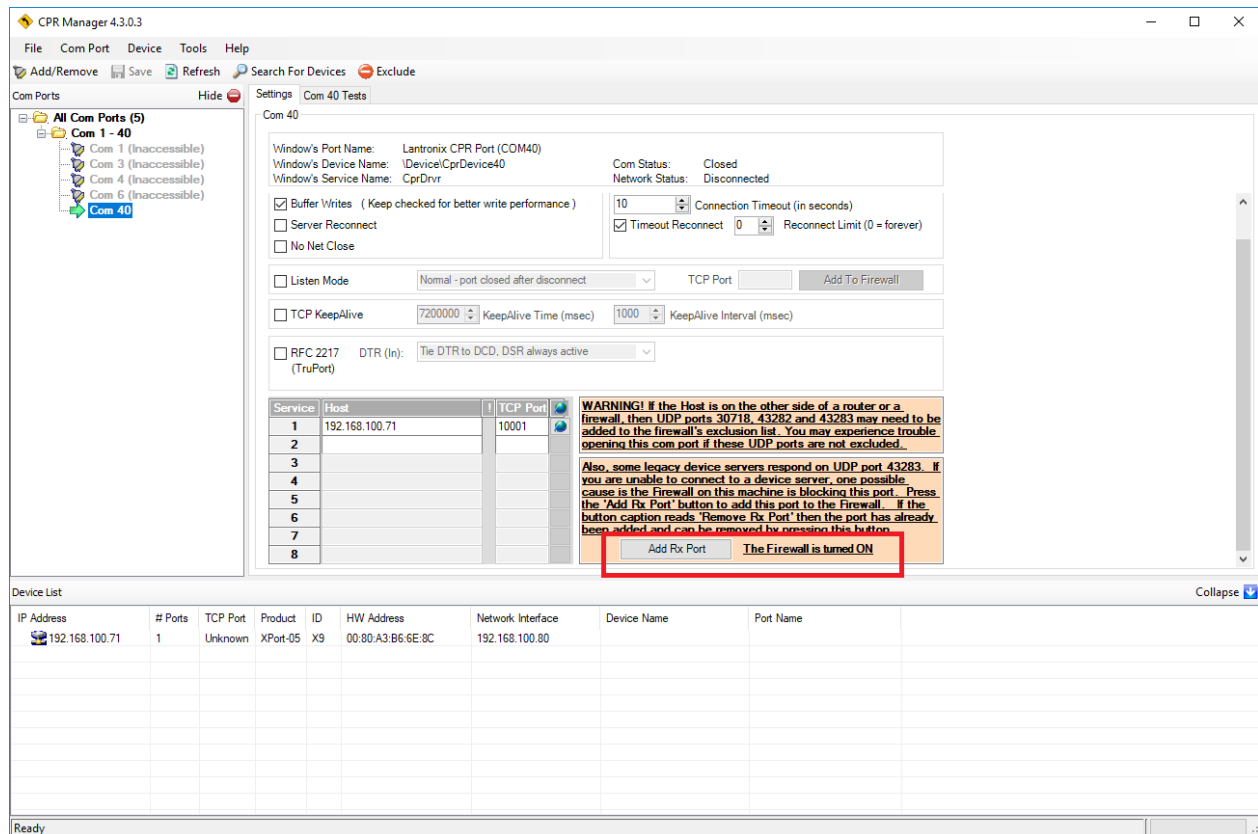 CPR Manager 4.3.0.3
File Com Port Device Tools Help
Add/Remove Save Refresh Search For Devices Exclude
Com Ports Hide Settings Com 40 Tests
All Com Ports (5)
Com 1 - 40
Com 1 (Inaccessible)
Com 3 (Inaccessible)
Com 4 (Inaccessible)
Com 6 (Inaccessible)
Com 40
Com 40
Window's Port Name: Lantronix CPR Port (COM40)
Window's Device Name: \Device\CprDevice40 Com Status: Closed
Window's Service Name: CprDrvr Network Status: Disconnected
Buffer Writes ( Keep checked for better write performance ) 10 Connection Timeout (in seconds)
Server Reconnect Timeout Reconnect 0 Reconnect Limit (0 = forever)
No Net Close
Listen Mode Normal - port closed after disconnect TCP Port Add To Firewall
TCP KeepAlive 7200000 KeepAlive Time (msec) 1000 KeepAlive Interval (msec)
RFC 2217 DTR (In): Tie DTR to DCD, DSR always active
(TruPort)
Service Host ! TCP Port
1 192.168.100.71 10001
2
3
4
5
6
7
8
WARNING! If the Host is on the other side of a router or a
firewall, then UDP ports 30718, 43282 and 43283 may need to be
added to the firewall's exclusion list. You may experience trouble
opening this com port if these UDP ports are not excluded.
Also, some legacy device servers respond on UDP port 43283. If
you are unable to connect to a device server, one possible
cause is the Firewall on this machine is blocking this port. Press
the 'Add Rx Port' button to add this port to the Firewall. If the
button caption reads 'Remove Rx Port' then the port has already
been added and can be removed by pressing this button.
Add Rx Port The Firewall is turned ON
Device List Collapse
IP Address # Ports TCP Port Product ID HW Address Network Interface Device Name Port Name
192.168.100.71 1 Unknown XPort-05 X9 00:80:A3:B6:6E:8C 192.168.100.80
Ready